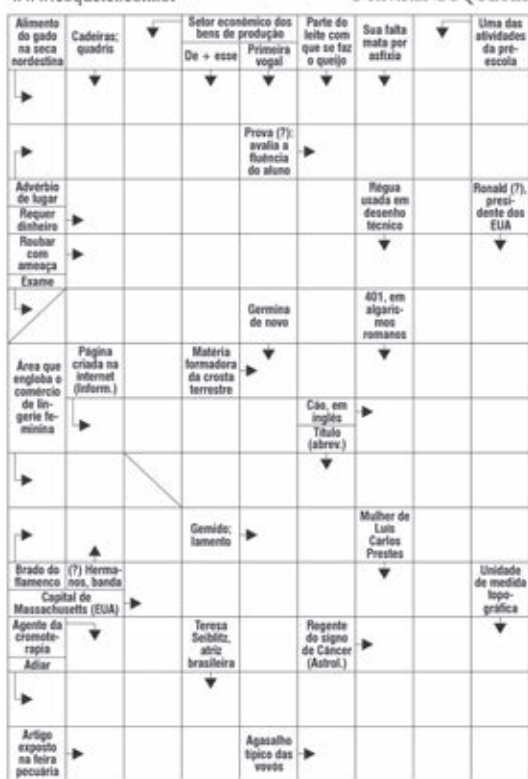 Alimento
do gado
na seca
nordestina
Cadeiras;
quadris
Setor econômico dos
bens de produção
De + esse
Primeira
vogal
Parte do
leite com
que se faz
o queijo
Sua falta
mata por
asfixia
Uma das
atividades
da pré-
escola
Prova (?):
avalia a
fluência
do aluno
Advérbio
de lugar
Requer
dinheiro
Régua
usada em
desenho
técnico
Ronald (?),
presi-
dente dos
EUA
Roubar
com
ameaça
Exame
Germina
de novo
401, em
algaris-
mos
romanos
Área que
engloba o
comércio
de lin-
gerie fe-
minina
Página
criada na
internet
(Inform.)
Matéria
formadora
da crosta
terrestre
Cão, em
inglês
Título
(abrev.)
Gemido;
lamento
Mulher de
Luís
Carlos
Prestes
Brado do
flamenco
(?) Herma-
nos, banda
Capital de
Massachusetts (EUA)
Unidade
de medida
topo-
gráfica
Agente da
cromote-
rapia
Adiar
Teresa
Seiblitz,
atriz
brasileira
Regente
do signo
de Câncer
(Astrol.)
Artigo
exposto
na feira
pecuária
Agasalho
típico das
vovós